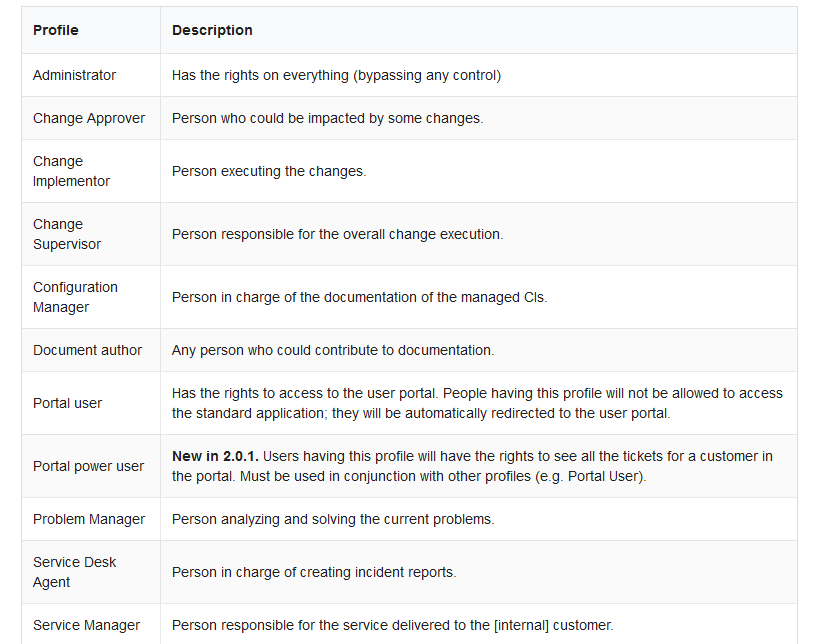 Profile Description
Administrator Has the rights on everything (bypassing any control)
Change Approver Person who could be impacted by some changes.
Change
Implementor
Person executing the changes.
Change
Supervisor
Person responsible for the overall change execution.
Configuration
Manager
Person in charge of the documentation of the managed CIs.
Document author Any person who could contribute to documentation.
Portal user
Has the rights to access to the user portal. People having this profile will not be allowed to access
the standard application; they will be automatically redirected to the user portal.
Portal power user
New in 2.0.1. Users having this profile will have the rights to see all the tickets for a customer in
the portal. Must be used in conjunction with other profiles (e.g. Portal User).
Problem Manager Person analyzing and solving the current problems.
Service Desk
Agent
Person in charge of creating incident reports.
Service Manager Person responsible for the service delivered to the [internal] customer.